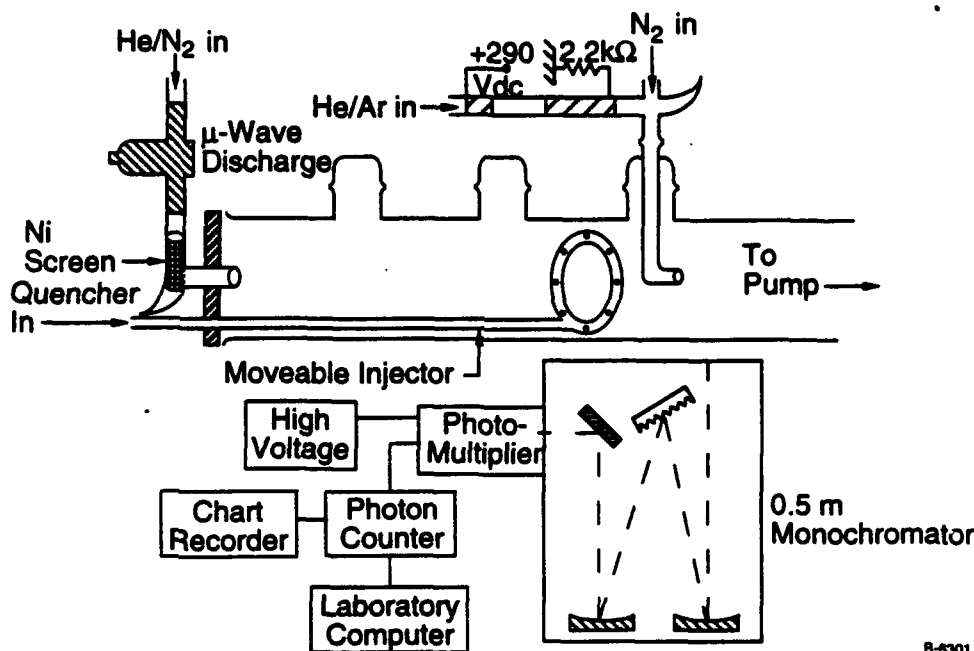 He/N2 in
N2 in
+290
Vdc
2.2kΩ
He/Ar in
μ-Wave
Discharge
Ni
Screen
Quencher
In
To
Pump
Moveable Injector
High
Voltage
Photo-
Multiplier
Chart
Recorder
Photon
Counter
Laboratory
Computer
0.5 m
Monochromator
B-6301